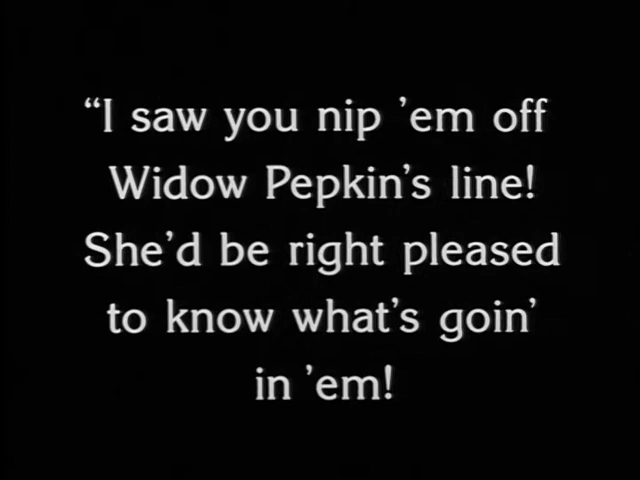 “I saw you nip ’em off
Widow Pepkin’s line!
She’d be right pleased
to know what’s goin’
in ’em!